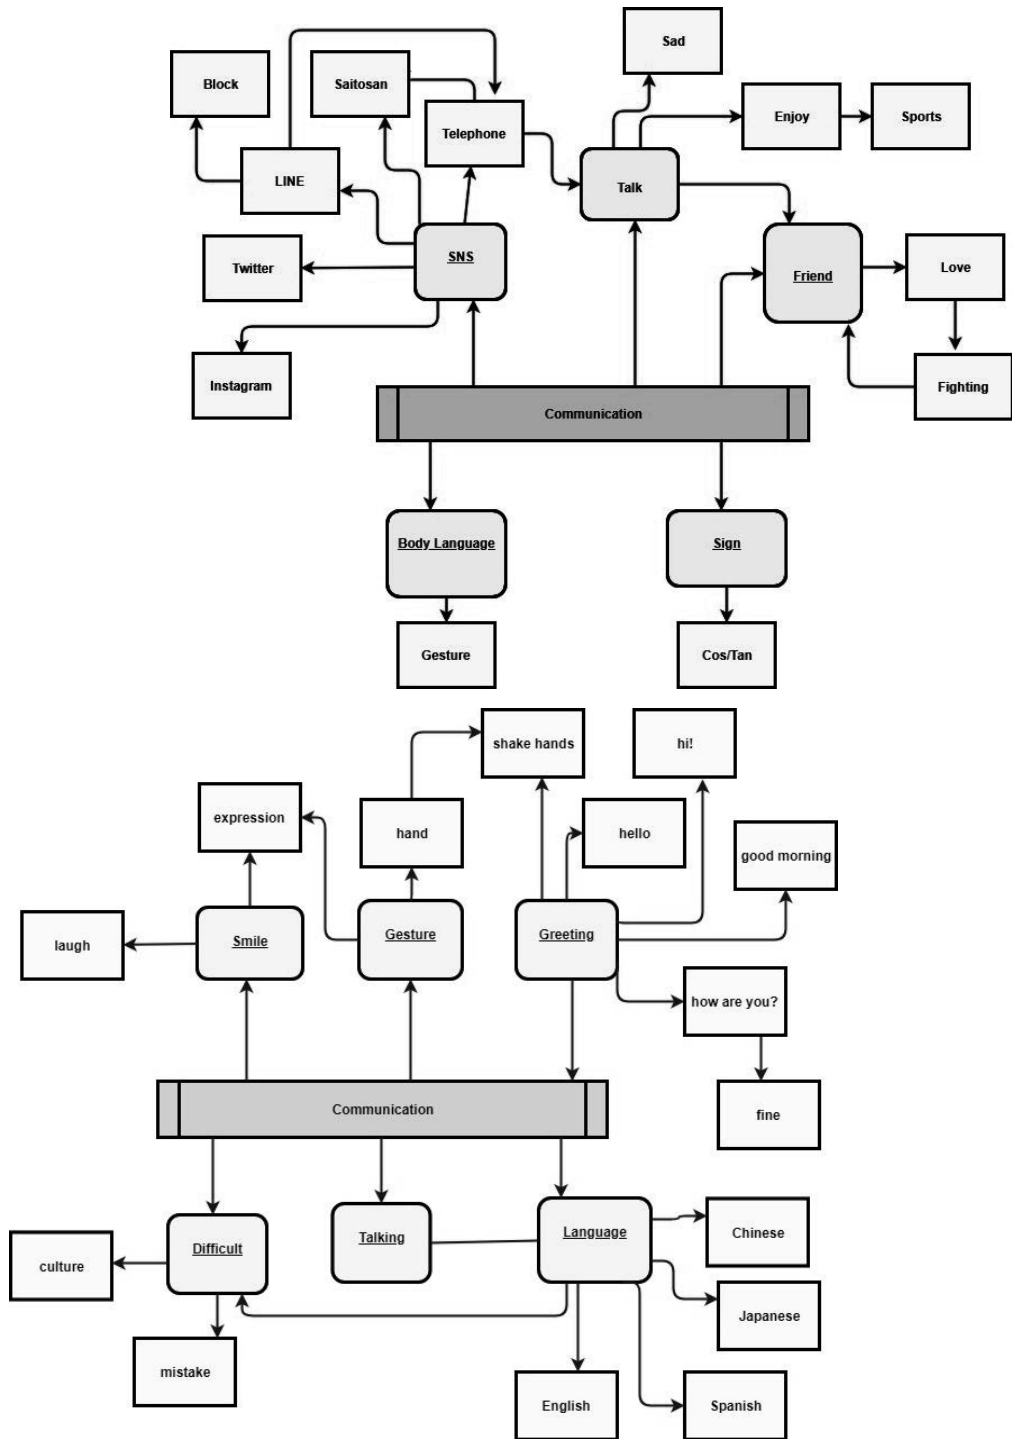 Sad
Block
Saitosan
Enjoy
Sports
Telephone
LINE
Talk
Twitter
SNS
Friend
Love
Instagram
Fighting
Communication
Body Language
Sign
Gesture
Cos/Tan
shake hands
hi!
expression
hand
hello
good morning
laugh
Smile
Gesture
Greeting
how are you?
Communication
fine
Chinese
culture
Difficult
Talking
Language
Japanese
mistake
English
Spanish